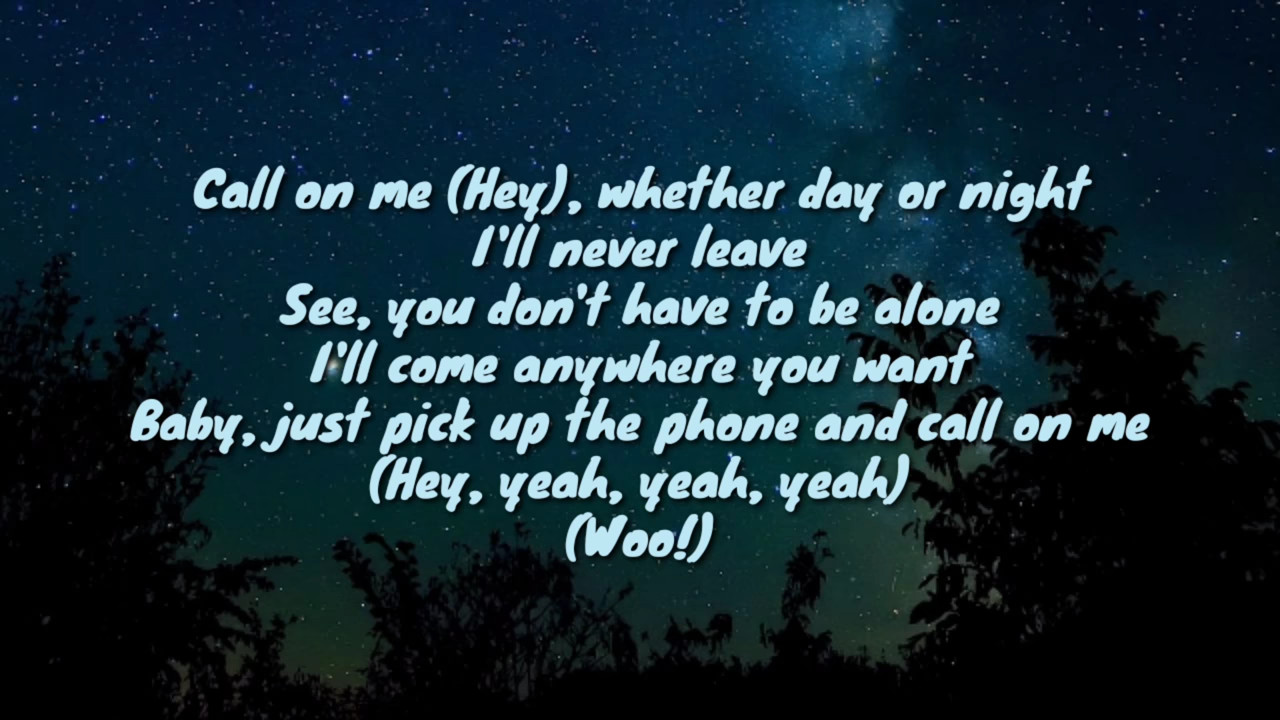 Call on me (Hey), whether day or night
I'll never leave
See, you don't have to be alone
I'll come anywhere you want
Baby, just pick up the phone and call on me
(Hey, yeah, yeah, yeah)
(Woo!)